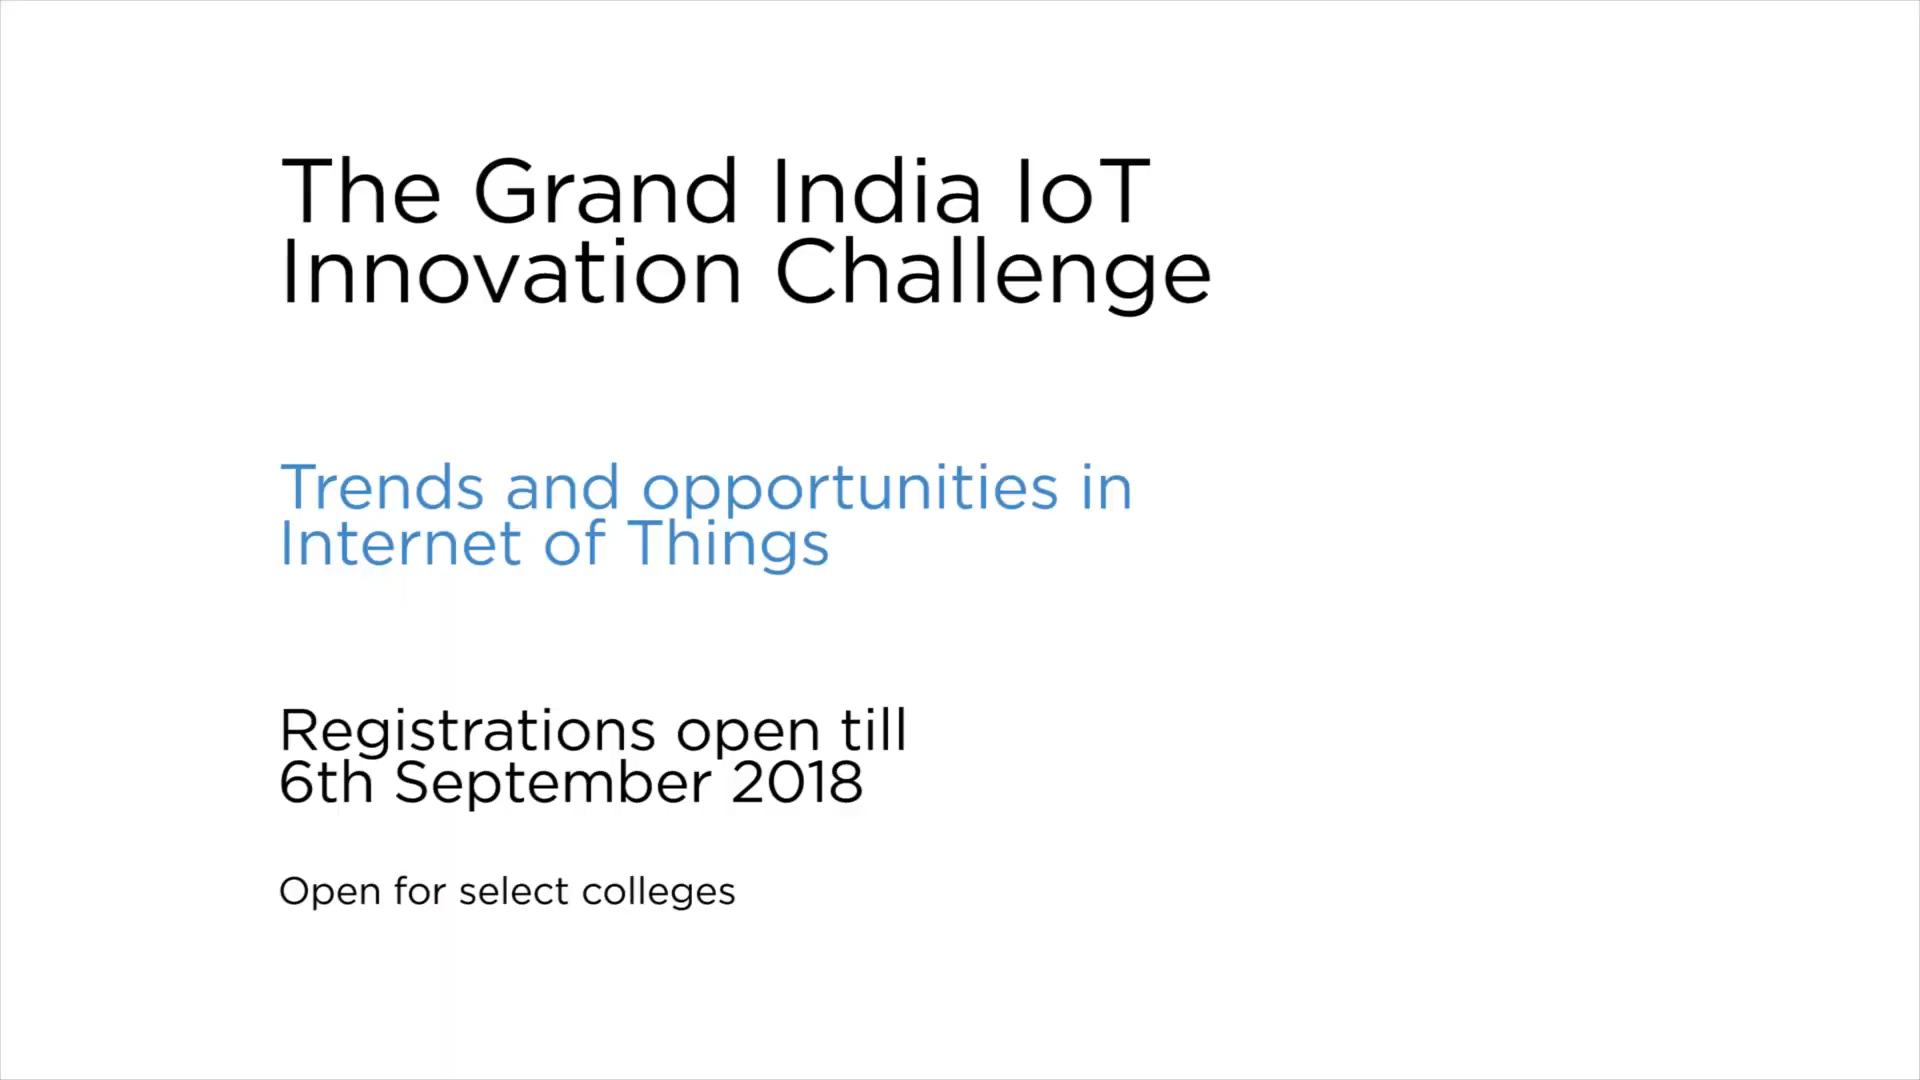 The Grand India IoT
Innovation Challenge
Trends and opportunities in
Internet of Things
Registrations open till
6th September 2018
Open for select colleges